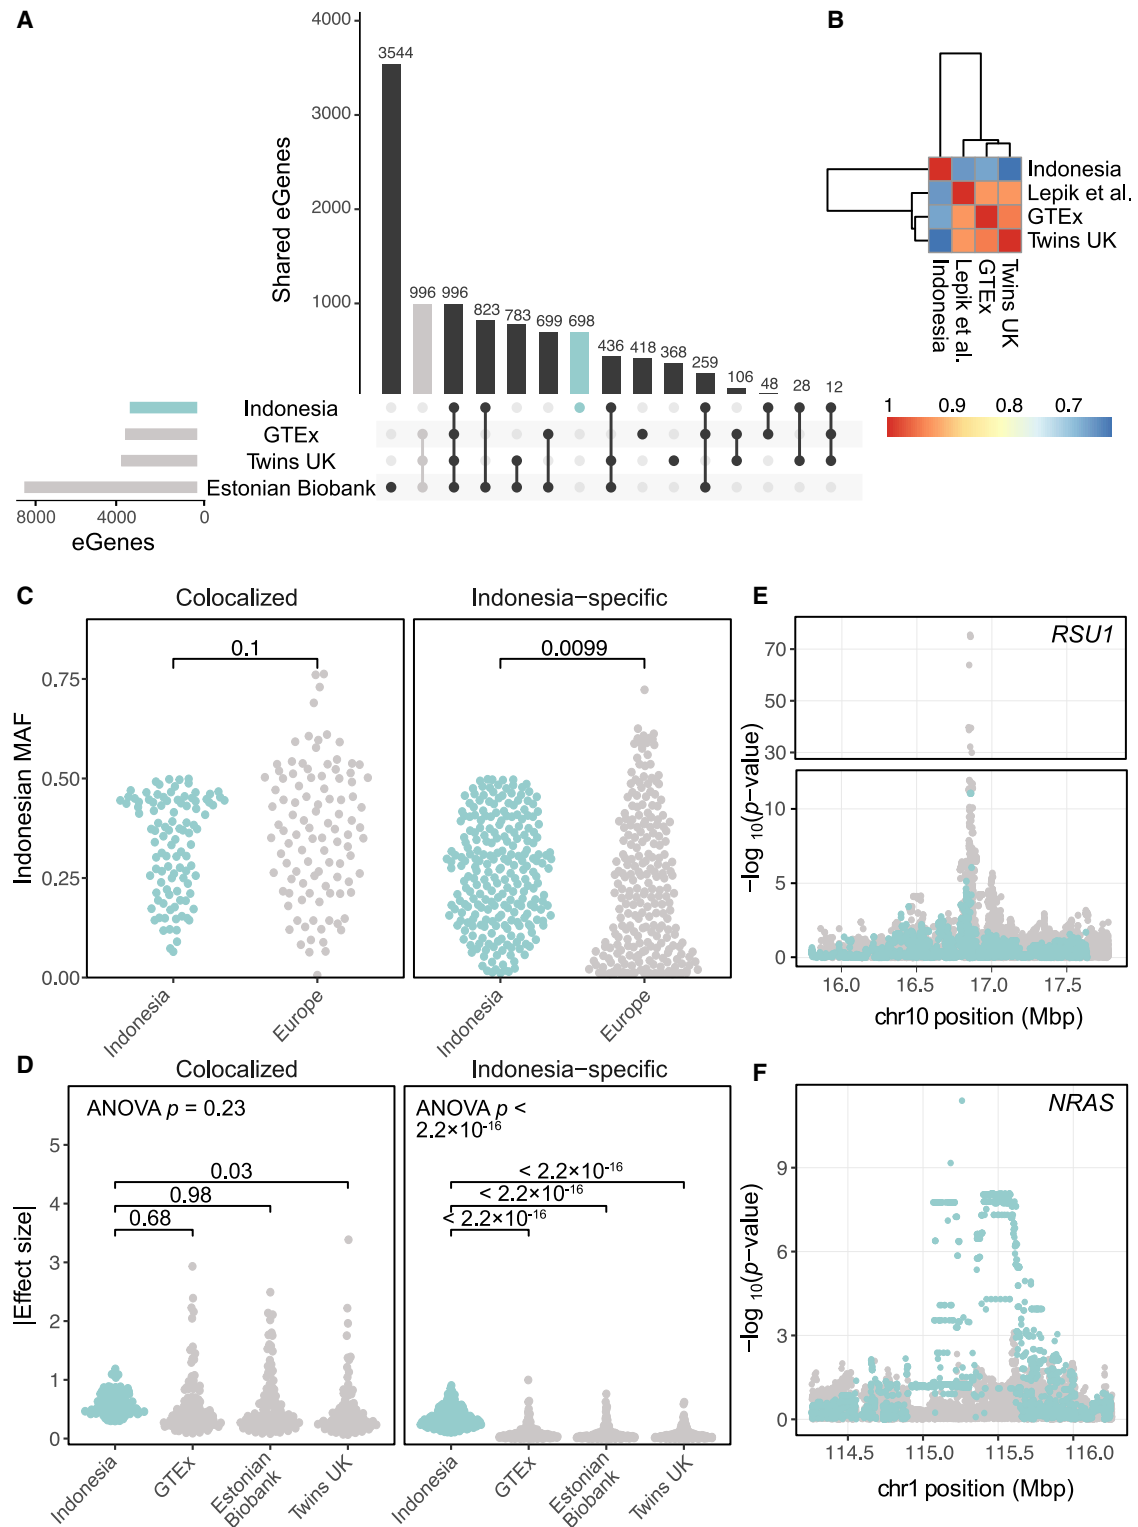 A
4000
3000
2000
1000
Shared eGenes
3544
996
996
823
783
699
698
436
418
368
259
106
48
28
12
Indonesia
GTEx
Twins UK
Estonian Biobank
8000
4000
0
eGenes
B
Indonesia
Lepik et al.
GTEx
Twins UK
Indonesia
Lepik et al.
GTEx
Twins UK
1
0.9
0.8
0.7
C
Colocalized
Indonesia−specific
Indonesian MAF
0.75
0.50
0.25
0.00
0.1
0.0099
Indonesia
Europe
Indonesia
Europe
D
Colocalized
Indonesia−specific
|Effect size|
5
4
3
2
1
0
ANOVA p = 0.23
0.03
0.98
0.68
ANOVA p <
2.2×10⁻¹⁶
< 2.2×10⁻¹⁶
< 2.2×10⁻¹⁶
< 2.2×10⁻¹⁶
Indonesia
GTEx
Estonian
Biobank
Twins UK
Indonesia
GTEx
Estonian
Biobank
Twins UK
E
RSU1
−log ₁₀(p−value)
70
50
30
10
5
0
16.0
16.5
17.0
17.5
chr10 position (Mbp)
F
NRAS
−log ₁₀(p−value)
9
6
3
0
114.5
115.0
115.5
116.0
chr1 position (Mbp)